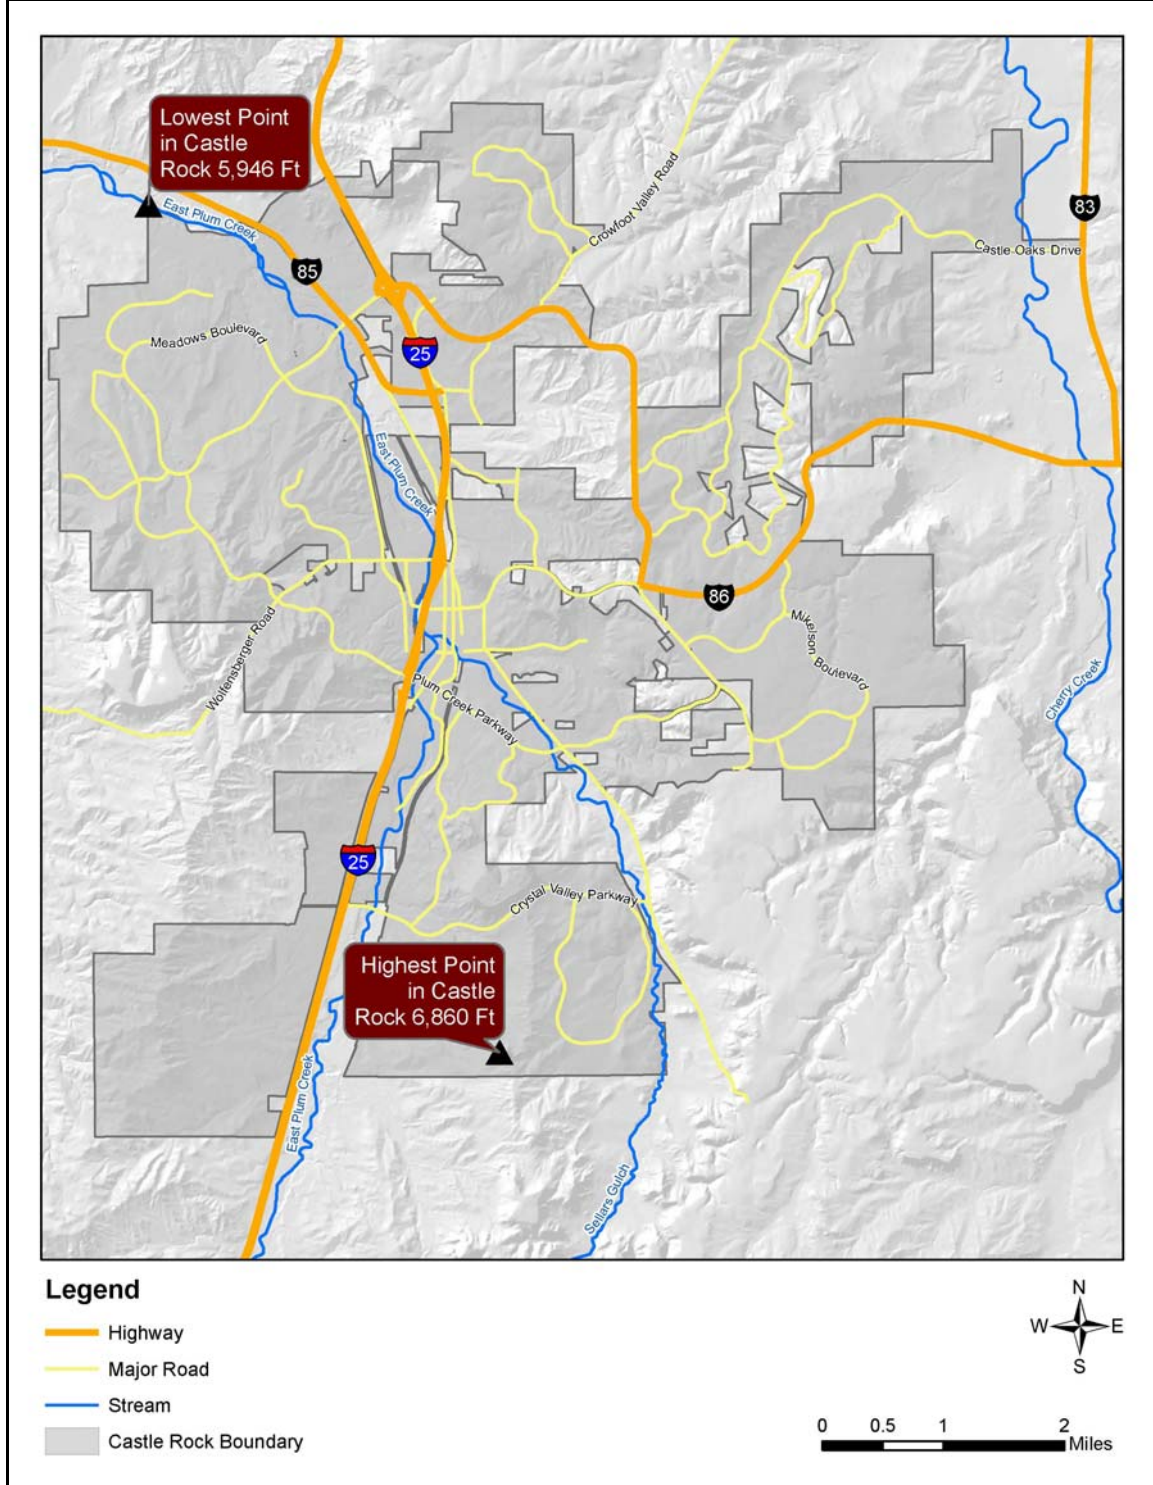 Lowest Point
in Castle
Rock 5,946 Ft
East Plum Creek
85
Crowfoot Valley Road
83
Castle Oaks Drive
Meadows Boulevard
25
East Plum Creek
86
Mikelson Boulevard
Wolfensberger Road
Plum Creek Parkway
Cherry Creek
25
Crystal Valley Parkway
Highest Point
in Castle
Rock 6,860 Ft
East Plum Creek
Sellars Gulch
Legend
Highway
Major Road
Stream
Castle Rock Boundary
N
W E
S
0 0.5 1 2
Miles